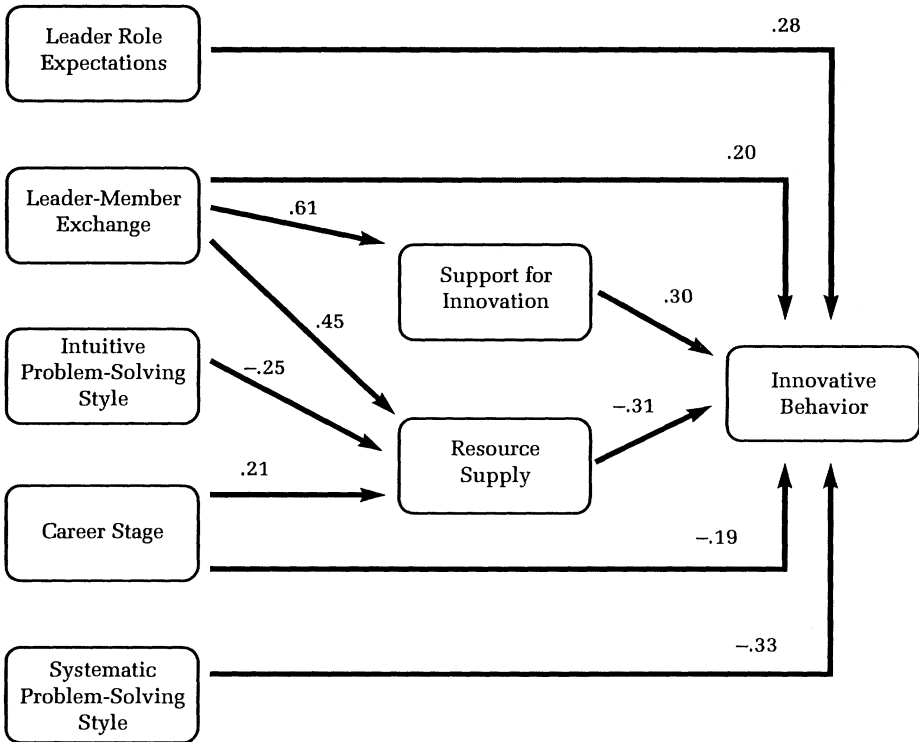 Leader Role
Expectations
.28
Leader-Member
Exchange
.20
.61
Support for
Innovation
.30
.45
Intuitive
Problem-Solving
Style
–.25
Innovative
Behavior
–.31
Resource
Supply
.21
Career Stage
–.19
Systematic
Problem-Solving
Style
–.33